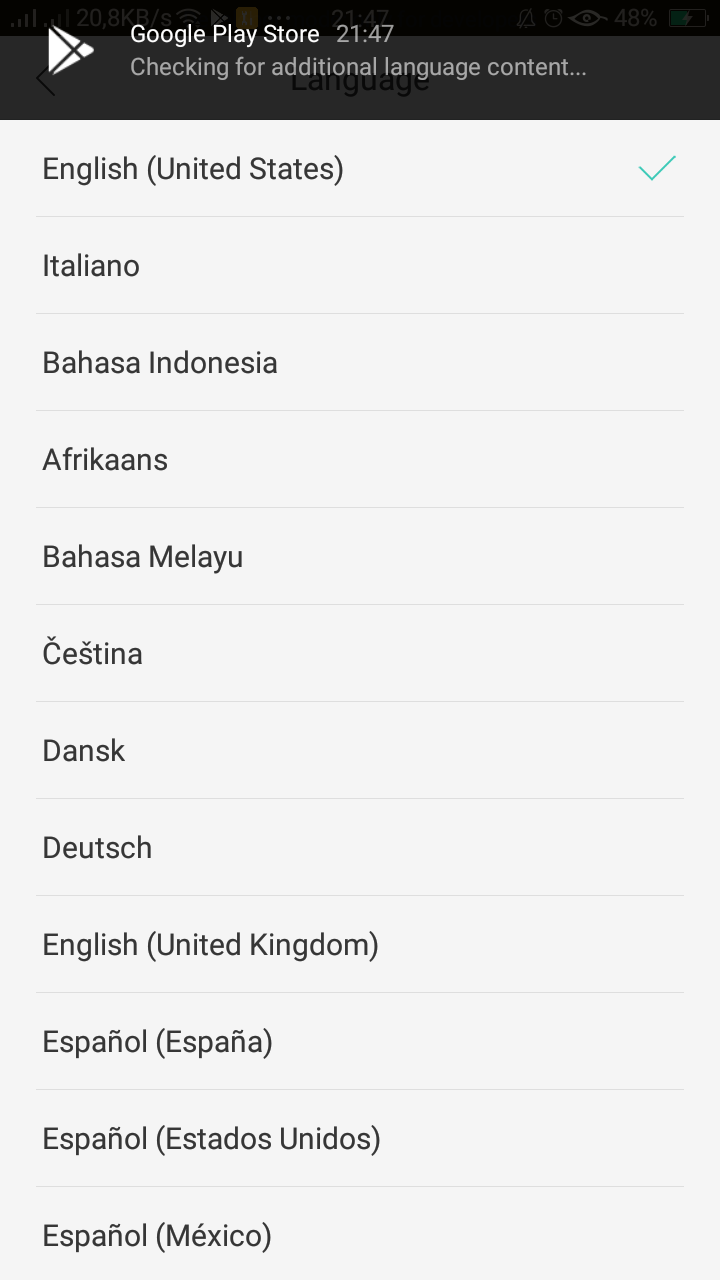 20,8KB/s 21:47 48%
Google Play Store 21:47
Checking for additional language content...
Language
English (United States)
Italiano
Bahasa Indonesia
Afrikaans
Bahasa Melayu
Čeština
Dansk
Deutsch
English (United Kingdom)
Español (España)
Español (Estados Unidos)
Español (México)